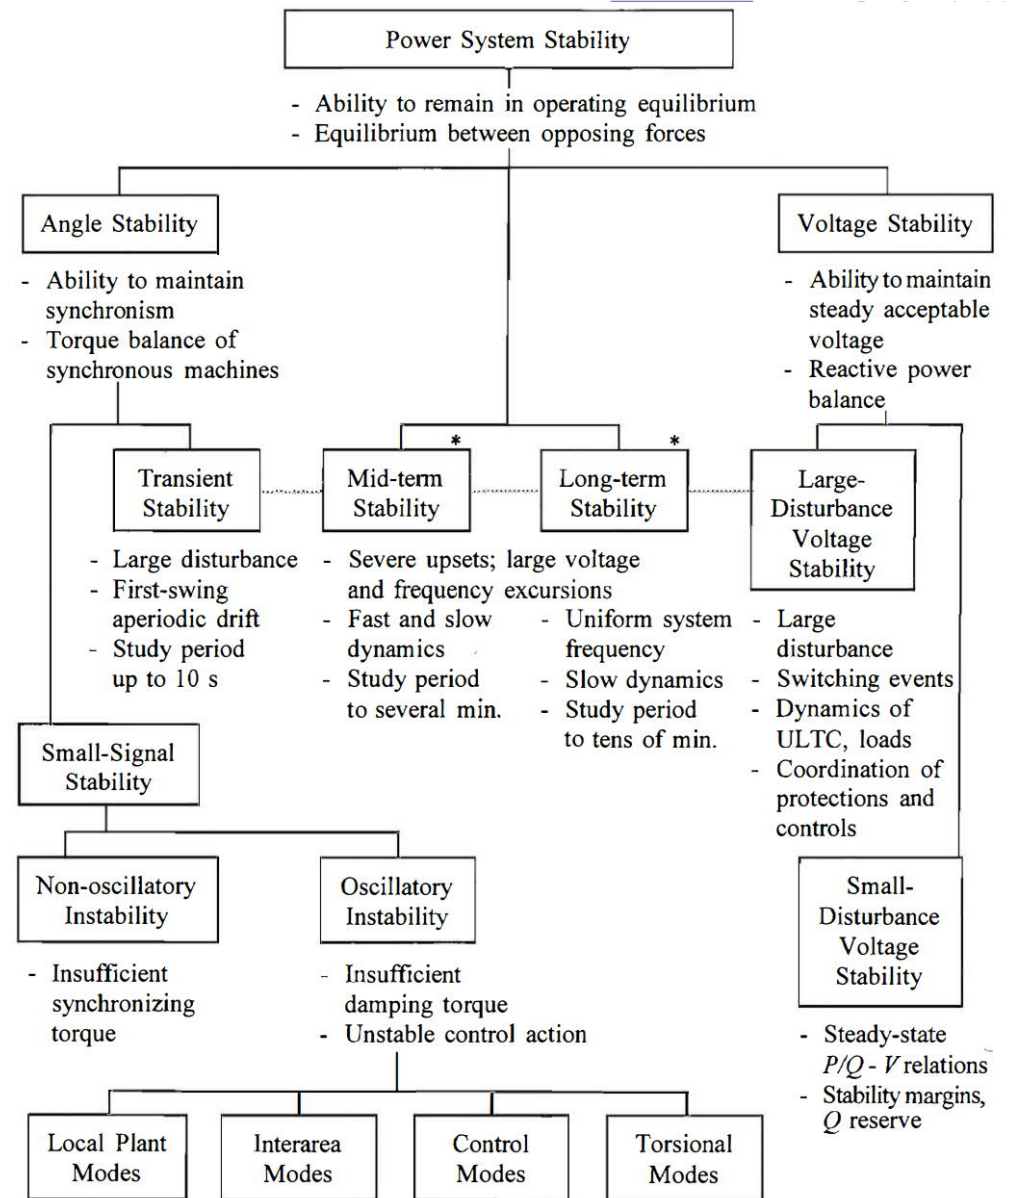 Power System Stability
- Ability to remain in operating equilibrium
- Equilibrium between opposing forces
Angle Stability
- Ability to maintain
synchronism
- Torque balance of
synchronous machines
Voltage Stability
- Ability to maintain
steady acceptable
voltage
- Reactive power
balance
Transient
Stability
- Large disturbance
- First-swing
aperiodic drift
- Study period
up to 10 s
*
Mid-term
Stability
- Severe upsets; large voltage
and frequency excursions
- Fast and slow
dynamics
- Study period
to several min.
*
Long-term
Stability
- Uniform system
frequency
- Slow dynamics
- Study period
to tens of min.
Large-
Disturbance
Voltage
Stability
- Large
disturbance
- Switching events
- Dynamics of
ULTC, loads
- Coordination of
protections and
controls
Small-Signal
Stability
Non-oscillatory
Instability
- Insufficient
synchronizing
torque
Oscillatory
Instability
- Insufficient
damping torque
- Unstable control action
Small-
Disturbance
Voltage
Stability
- Steady-state
P/Q - V relations
- Stability margins,
Q reserve
Local Plant
Modes
Interarea
Modes
Control
Modes
Torsional
Modes